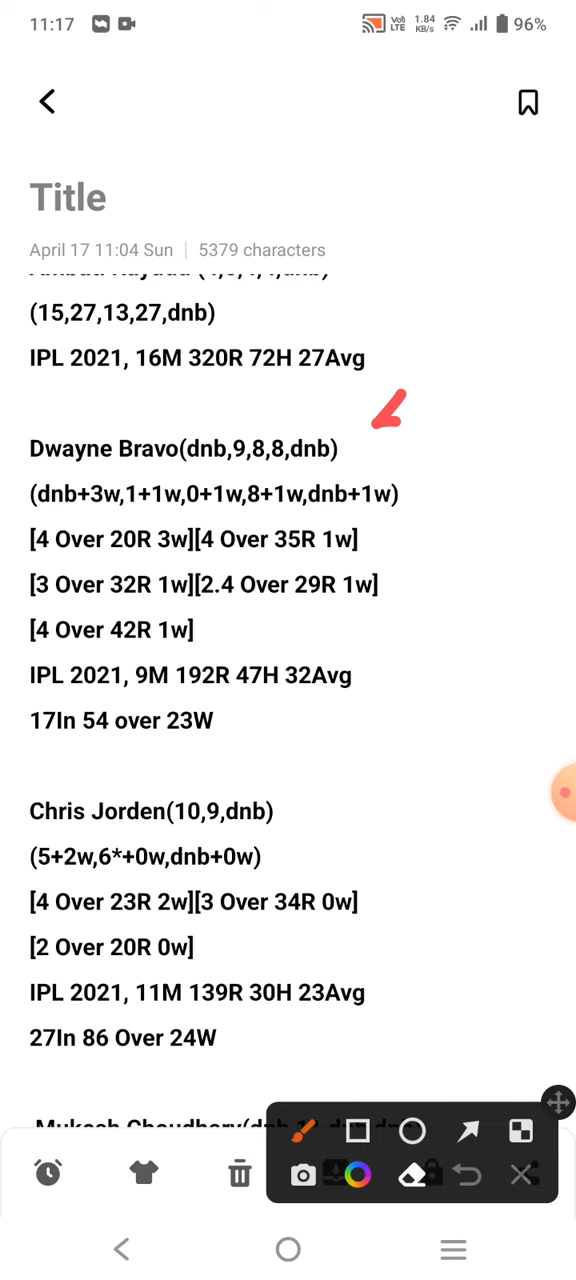 11:17
Voi) LTE 1.84 KB/s 96%
Title
April 17 11:04 Sun | 5379 characters
(15,27,13,27,dnb)
IPL 2021, 16M 320R 72H 27Avg
Dwayne Bravo(dnb,9,8,8,dnb)
(dnb+3w,1+1w,0+1w,8+1w,dnb+1w)
[4 Over 20R 3w][4 Over 35R 1w]
[3 Over 32R 1w][2.4 Over 29R 1w]
[4 Over 42R 1w]
IPL 2021, 9M 192R 47H 32Avg
17In 54 over 23W
Chris Jorden(10,9,dnb)
(5+2w,6*+0w,dnb+0w)
[4 Over 23R 2w][3 Over 34R 0w]
[2 Over 20R 0w]
IPL 2021, 11M 139R 30H 23Avg
27In 86 Over 24W
Mukesh Choudhary(dnb